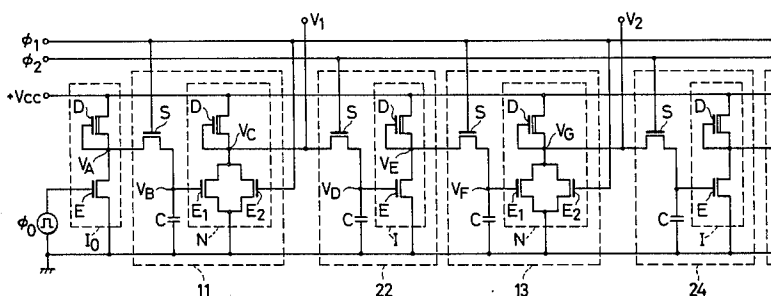 V1 V2
ϕ1
ϕ2
+Vcc
D S D S D S D S D
VA VC VE VG
E VB E1 E2 VD E VF E1 E2 E
C C C C
ϕ0
I0 N I N I
11 22 13 24